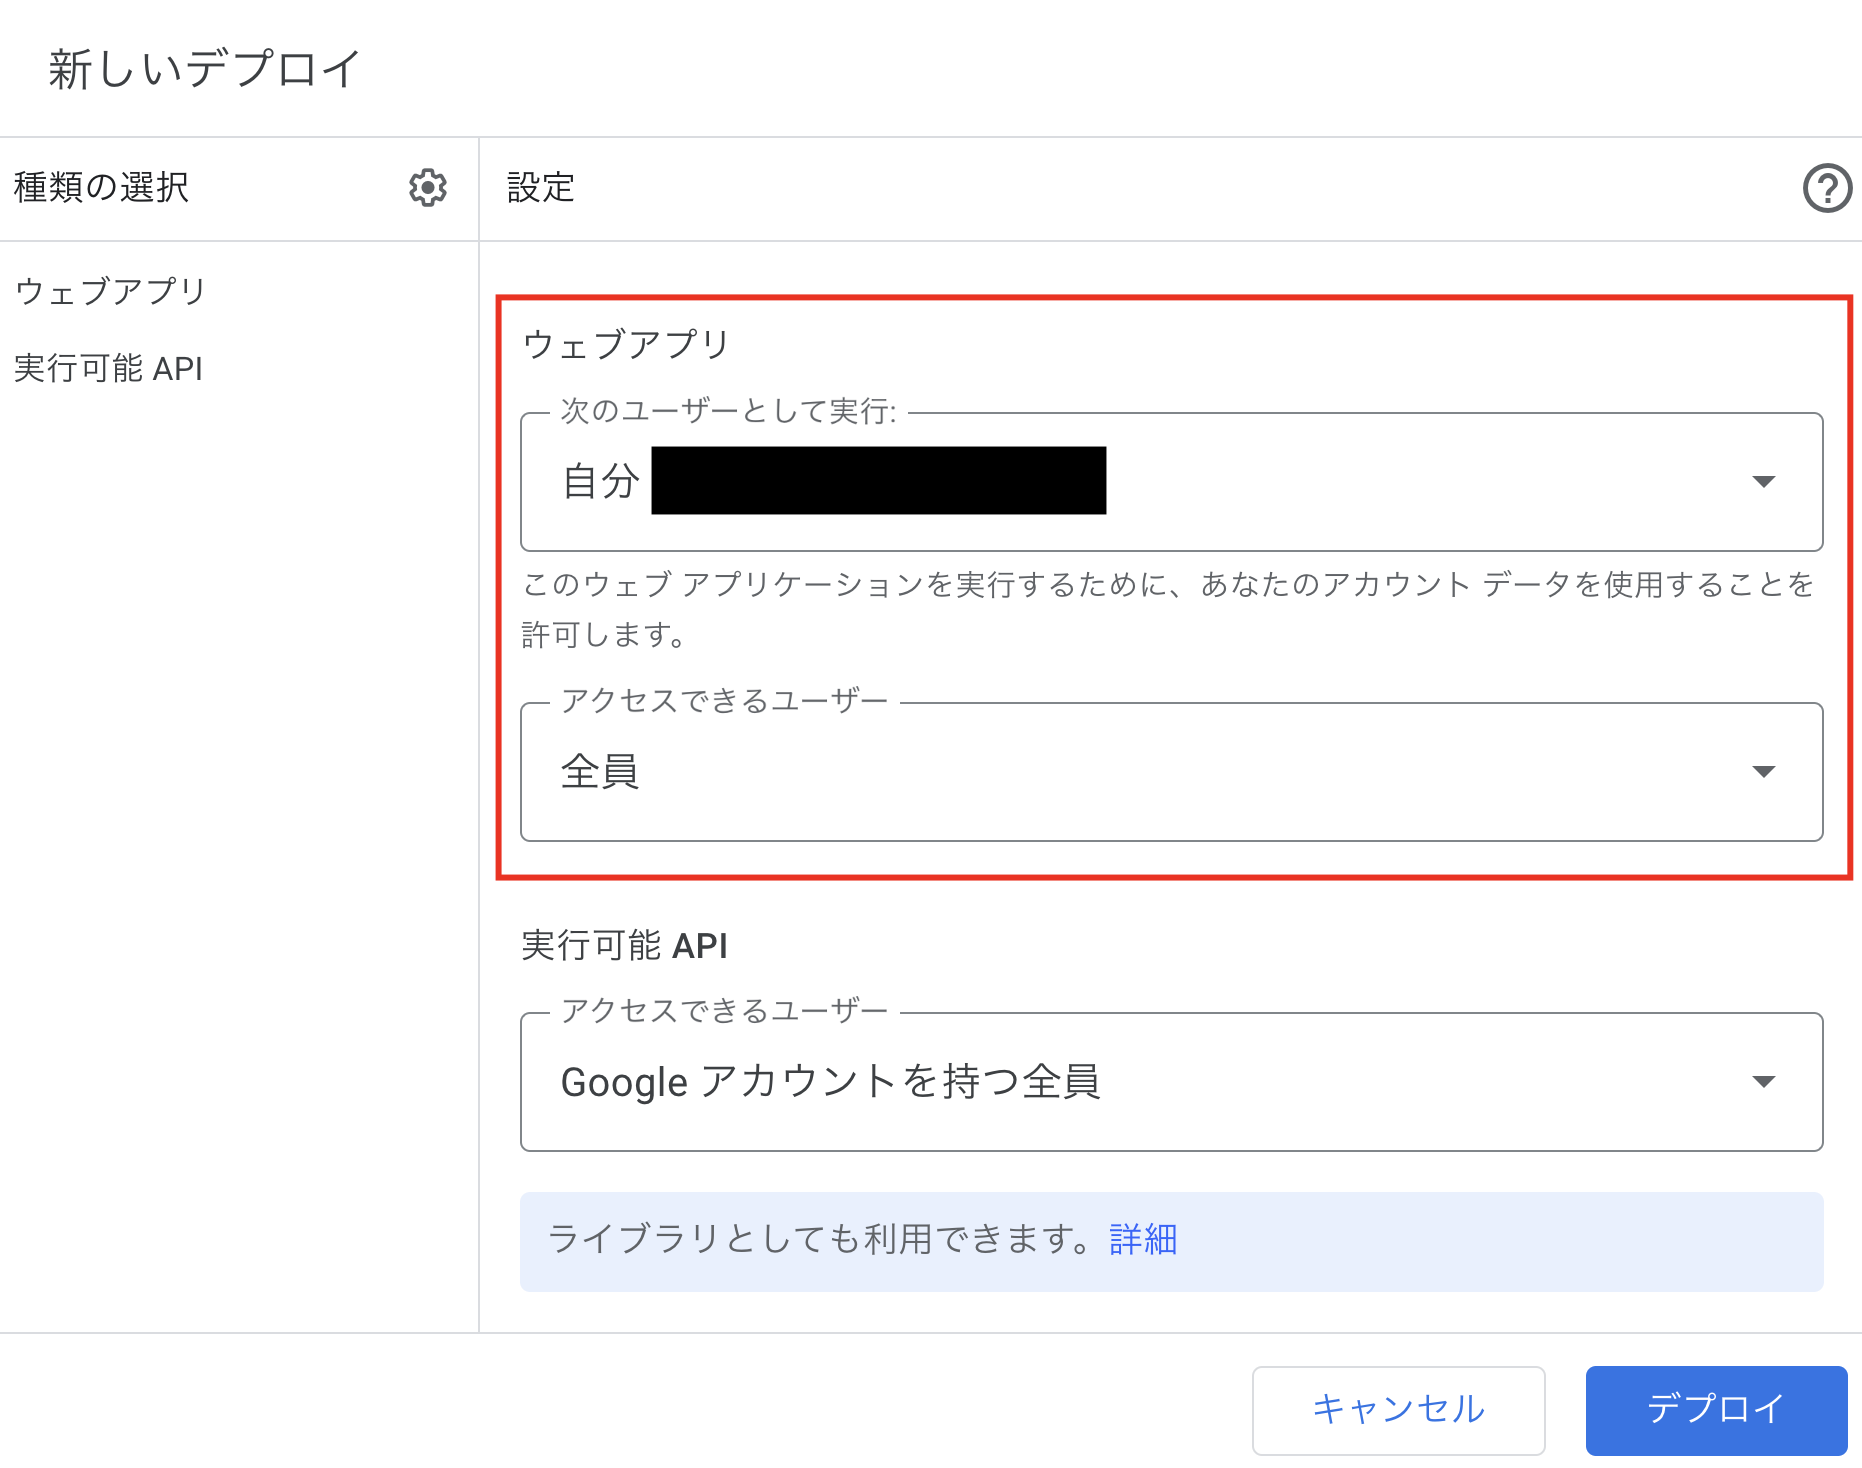 新しいデプロイ
種類の選択
設定
ウェブアプリ
実行可能 API
ウェブアプリ
次のユーザーとして実行:
自分
このウェブ アプリケーションを実行するために、あなたのアカウント データを使用することを
許可します。
アクセスできるユーザー
全員
実行可能 API
アクセスできるユーザー
Google アカウントを持つ全員
ライブラリとしても利用できます。詳細
キャンセル
デプロイ